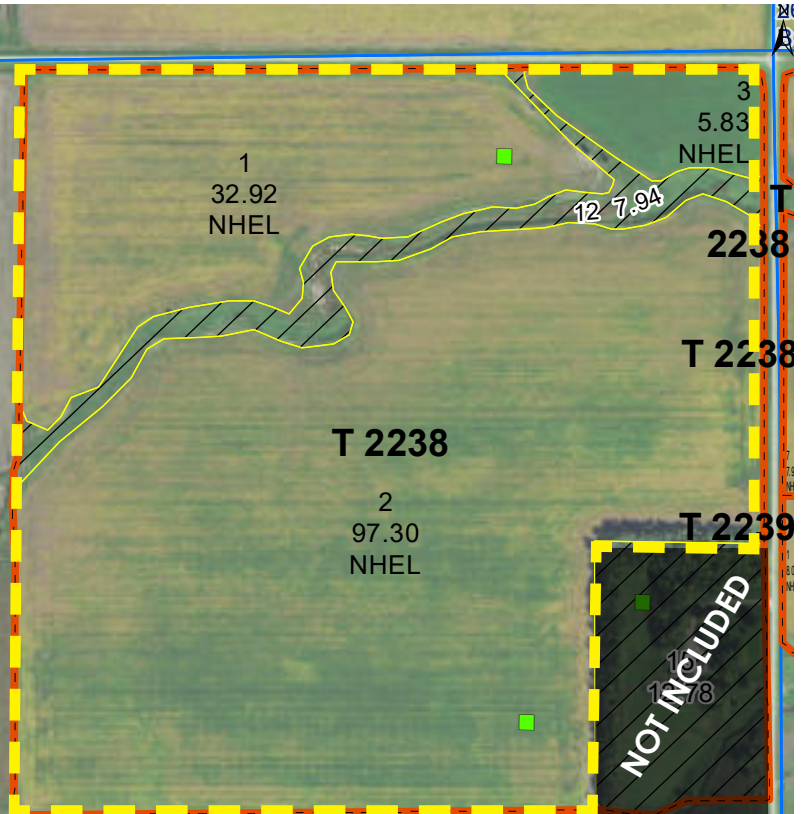 3
5.83
NHEL
1
32.92
NHEL
12 7.94
T
2238
T 2238
T 2238
2
97.30
NHEL
T 2239
NOT INCLUDED
15